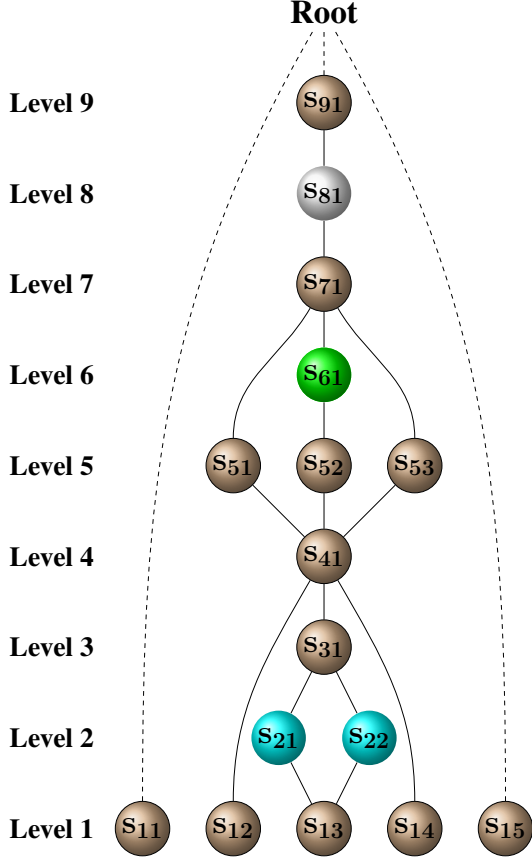 Root
Level 9 s91
Level 8 s81
Level 7 s71
Level 6 s61
Level 5 s51 s52 s53
Level 4 s41
Level 3 s31
Level 2 s21 s22
Level 1 s11 s12 s13 s14 s15